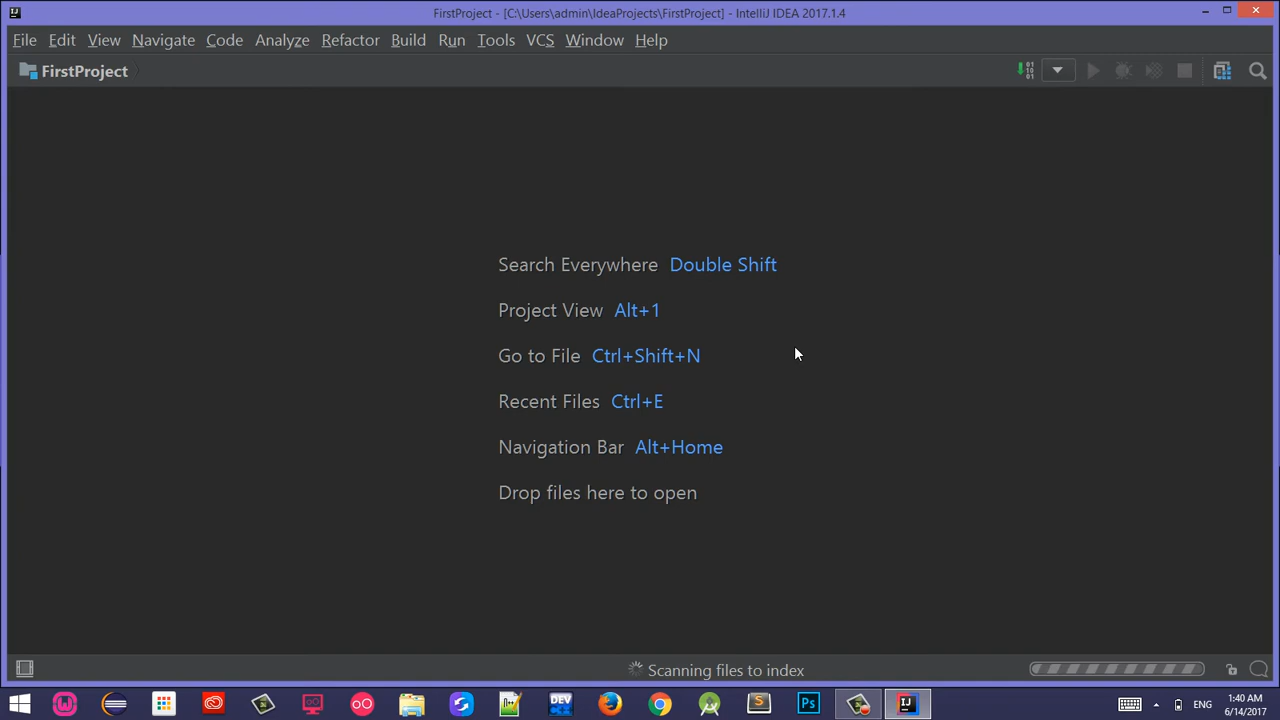 FirstProject - [C:\Users\admin\IdeaProjects\FirstProject] - IntelliJ IDEA 2017.1.4
File Edit View Navigate Code Analyze Refactor Build Run Tools VCS Window Help
FirstProject
Search Everywhere Double Shift
Project View Alt+1
Go to File Ctrl+Shift+N
Recent Files Ctrl+E
Navigation Bar Alt+Home
Drop files here to open
Scanning files to index
DEV
Ps
IJ
ENG
1:40 AM
6/14/2017